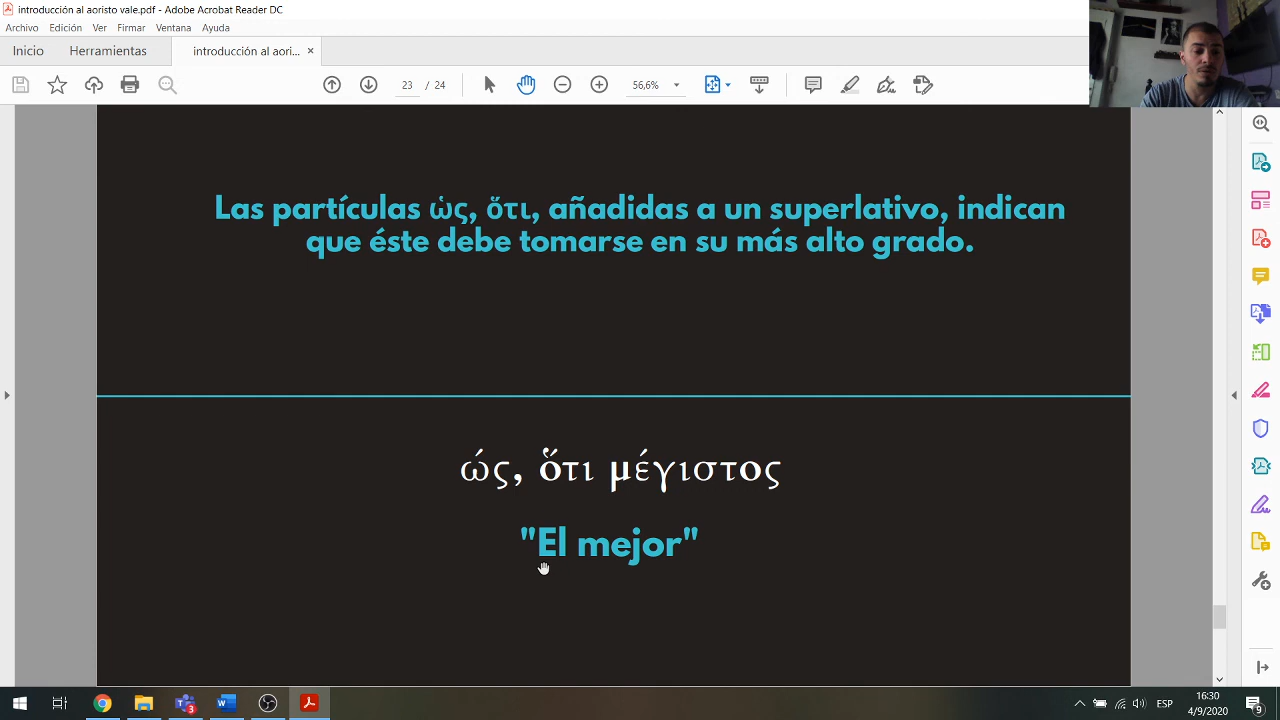 introducción al aoristo vale.pdf - Adobe Acrobat Reader DC
Archivo Edición Ver Firmar Ventana Ayuda
Inicio Herramientas introducción al aori... ×
23 / 24 56,6%
Las partículas ὡς, ὅτι, añadidas a un superlativo, indican
que éste debe tomarse en su más alto grado.
ώς, ὅτι μέγιστος
"El mejor"
3 W ESP 16:30
4/9/2020 9